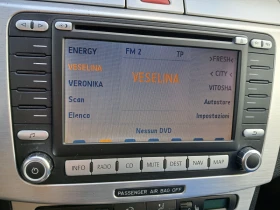 ENERGY FM 2 TP >FRESH<
VESELINA < CITY <
VESELINA
VERONIKA VITOSHA
Scan Autostore
Elenco Impostazioni
Nessun DVD
INFO RADIO CD MUTE DEST NAV MAP
PASSENGER AIR BAG OFF